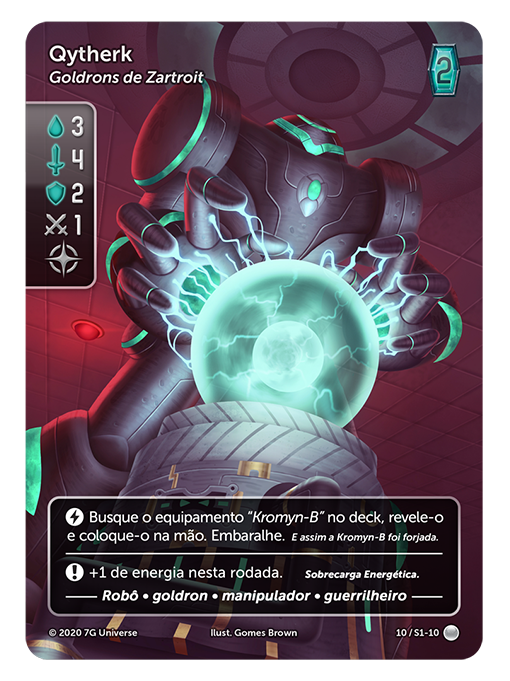 Qytherk
Goldrons de Zartroit
2
3
4
2
1
Busque o equipamento “Kromyn-B” no deck, revele-o
e coloque-o na mão. Embaralhe. E assim a Kromyn-B foi forjada.
+1 de energia nesta rodada. Sobrecarga Energética.
Robô • goldron • manipulador • guerrilheiro
© 2020 7G Universe Ilust. Gomes Brown 10 / S1-10